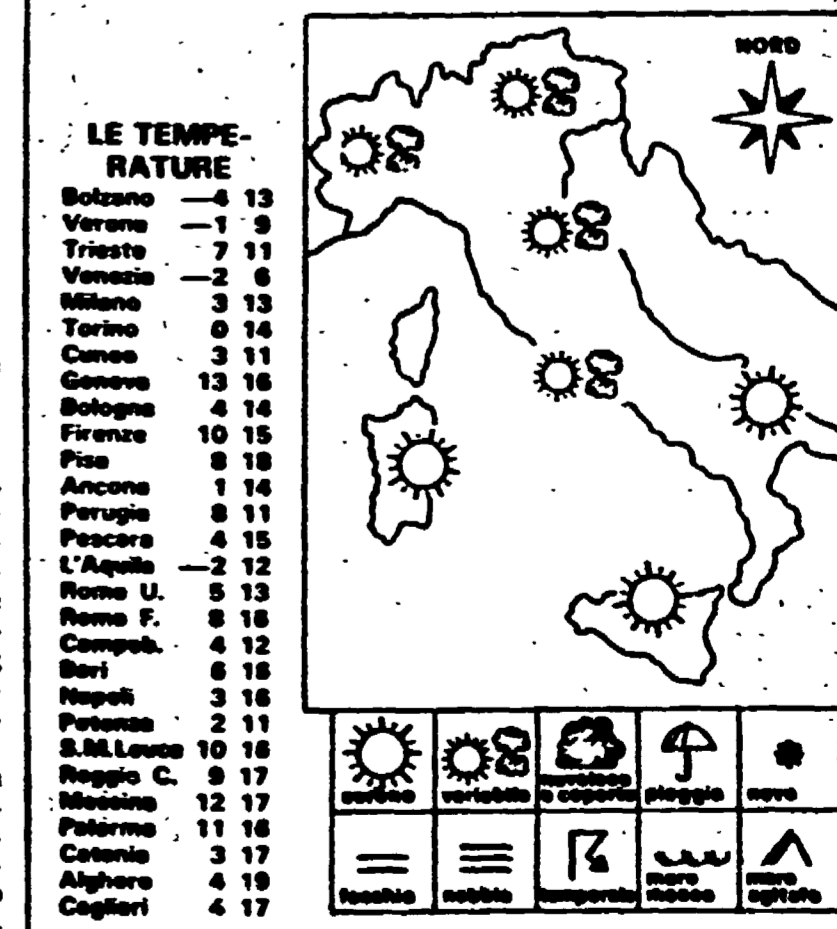 LE TEMPE-
RATURE
Bolzano —4 13
Verona —1 9
Trieste 7 11
Venezia —2 6
Milano 3 13
Torino 0 14
Cuneo 3 11
Genova 13 16
Bologna 4 14
Firenze 10 15
Pisa 8 18
Ancona 1 14
Perugia 8 11
Pescara 4 15
L'Aquila —2 12
Roma U. 5 13
Roma F. 8 16
Campob. 4 12
Bari 6 15
Napoli 3 16
Potenza 2 11
S.M.Leuca 10 16
Reggio C. 9 17
Messina 12 17
Palermo 11 16
Catania 3 17
Alghero 4 19
Cagliari 4 17
NORD
sereno variabile nuvoloso o coperto pioggia neve
foschia nebbia temporale mare mosso mare agitato